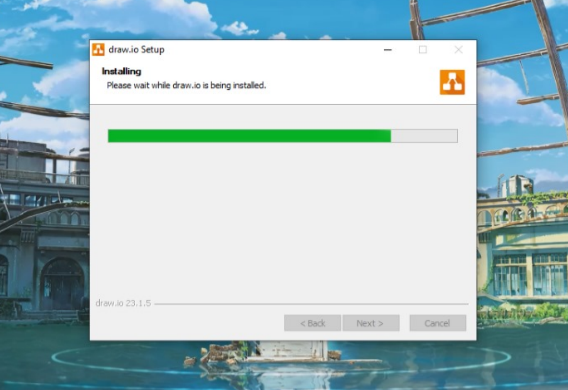 draw.io Setup
Installing
Please wait while draw.io is being installed.
draw.io 23.1.5
< Back Next > Cancel